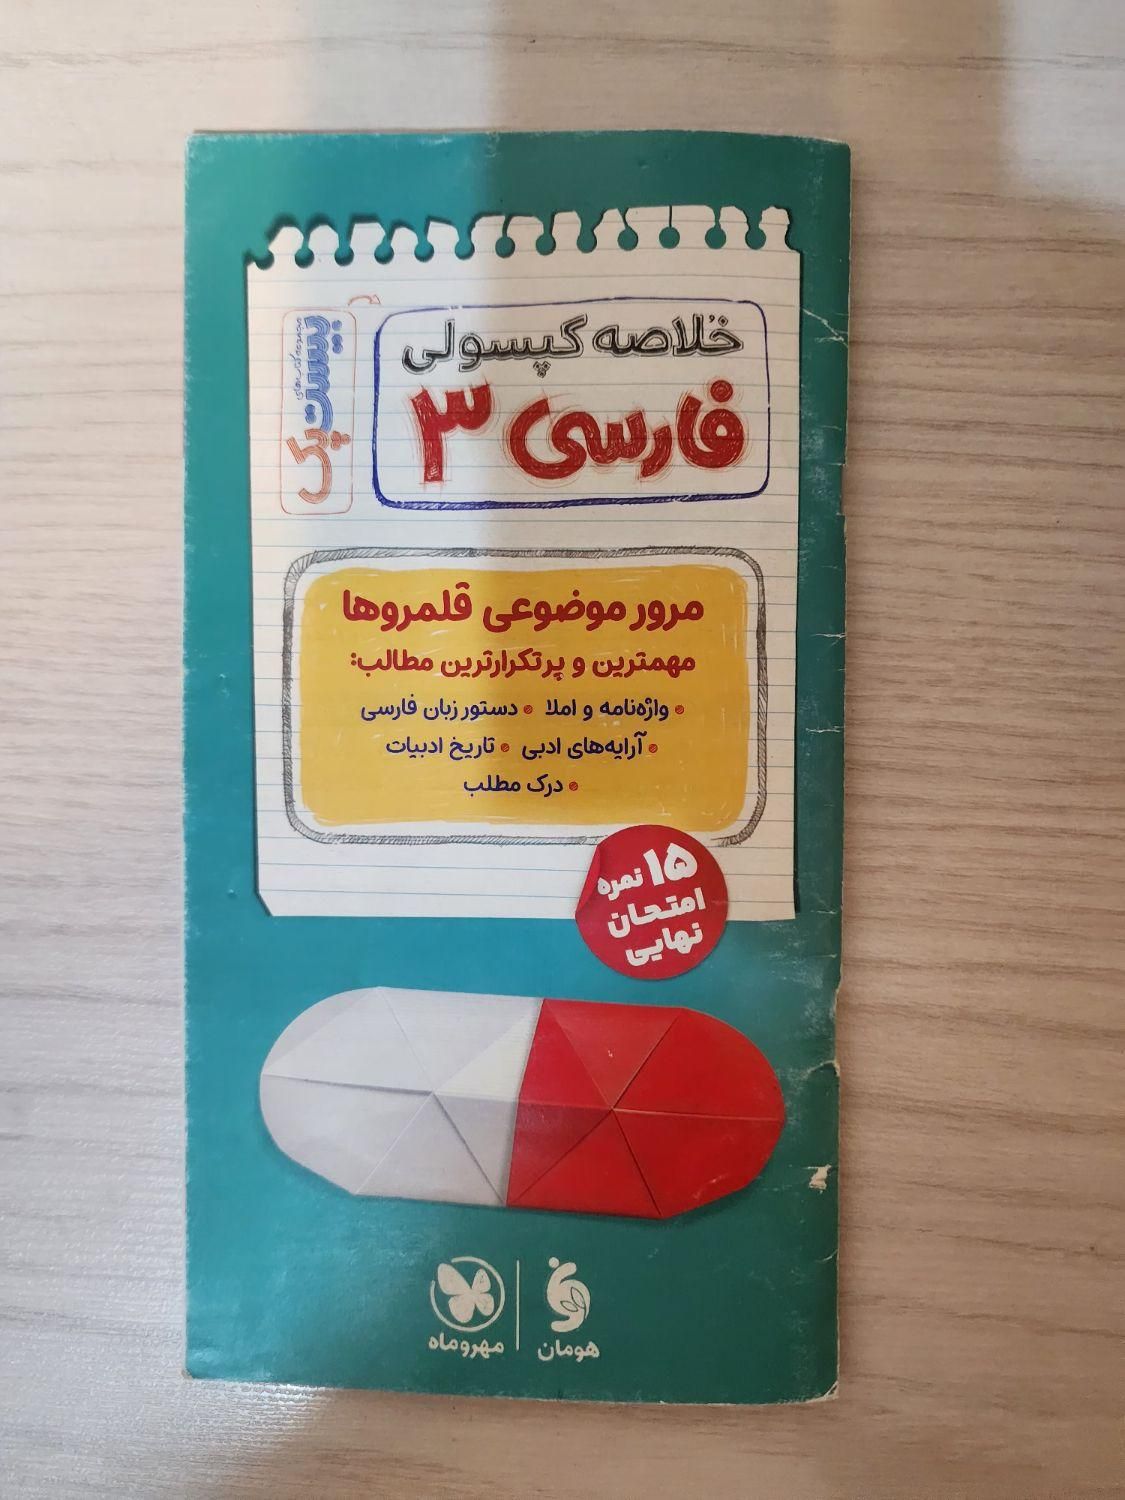 خُلاصه کپسولی
فارسی ۳
مجموعه کتاب‌های
بیست پک
مرور موضوعی قلمروها
مهمترین و پرتکرارترین مطالب:
• واژه‌نامه و املا • دستور زبان فارسی
• آرایه‌های ادبی • تاریخ ادبیات
• درک مطلب
۱۵ نمره
امتحان
نهایی
هومان
مهروماه